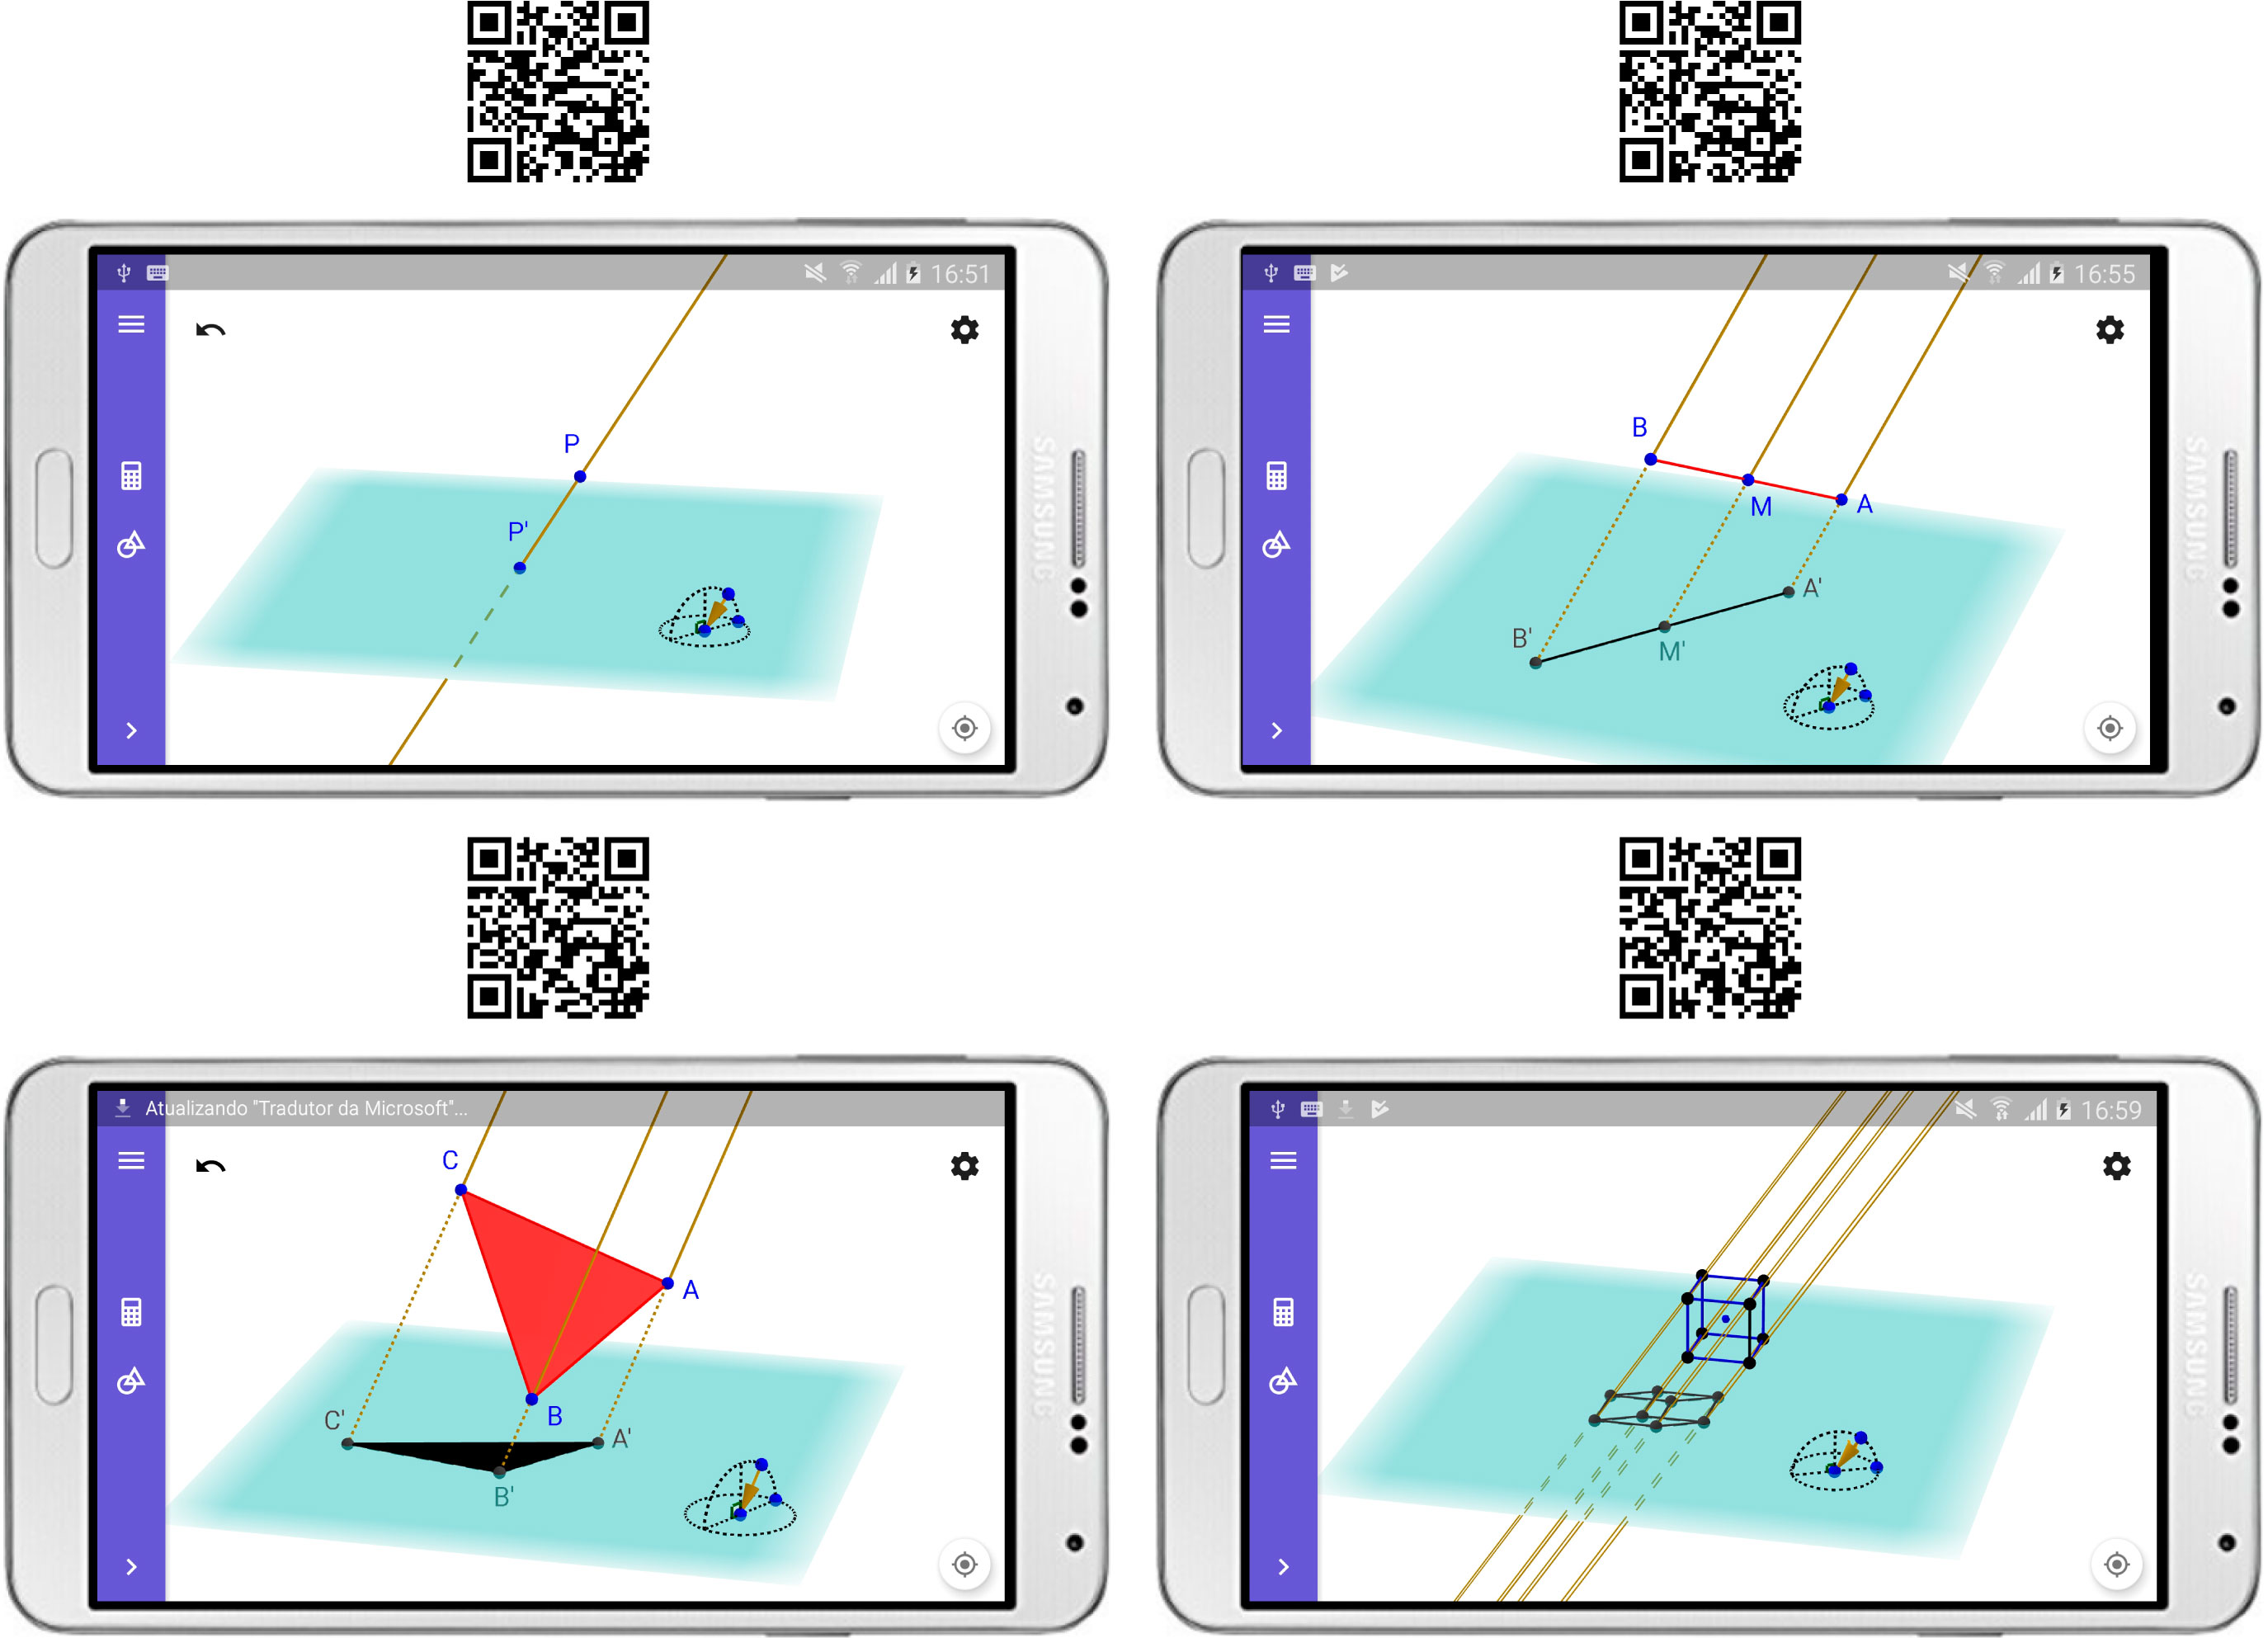 16:51
P
P'
SAMSUNG
16:55
B
M
A
A'
B'
M'
SAMSUNG
Atualizando "Tradutor da Microsoft"...
C
A
B
C'
A'
B'
SAMSUNG
16:59
SAMSUNG